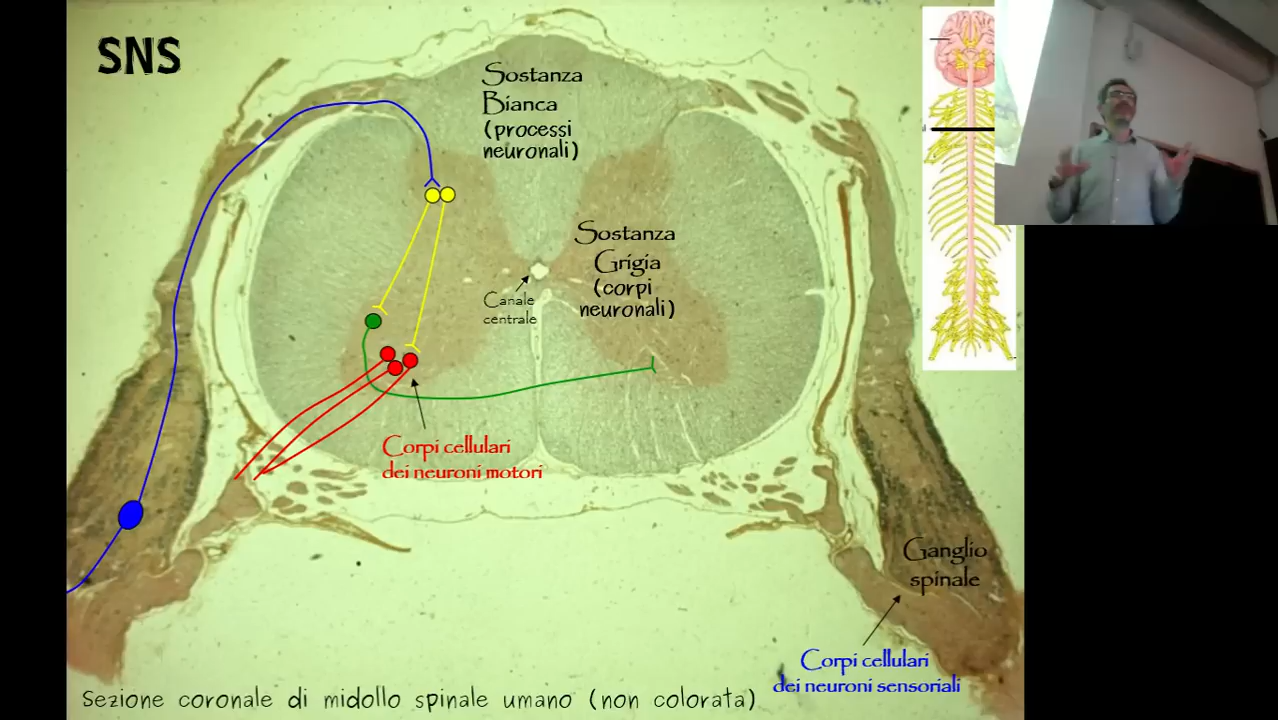 SNS
Sostanza
Bianca
(processi
neuronali)
Sostanza
Grigia
(corpi
neuronali)
Canale
centrale
Corpi cellulari
dei neuroni motori
Ganglio
spinale
Corpi cellulari
dei neuroni sensoriali
Sezione coronale di midollo spinale umano (non colorata)